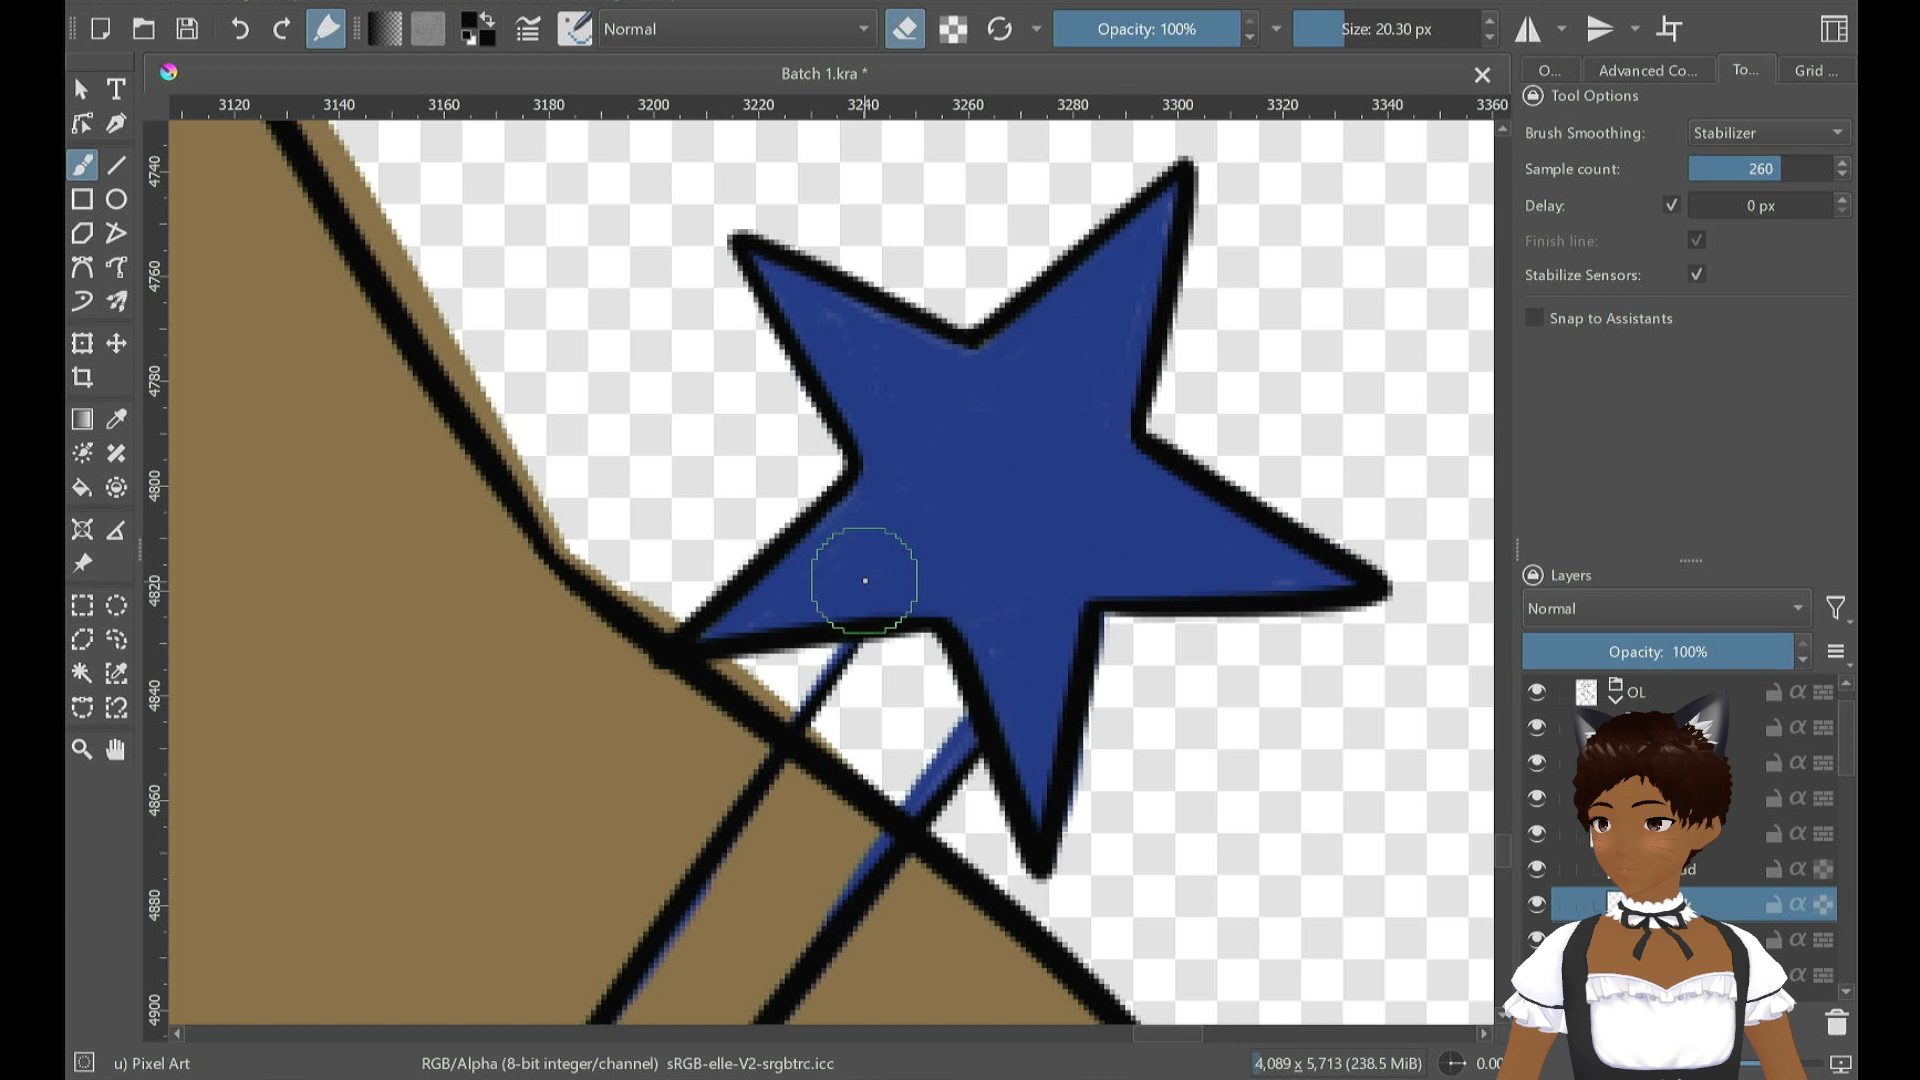 Normal
Opacity: 100%
Size: 20.30 px
Batch 1.kra *
O...
Advanced Co...
To...
Grid ...
3120 3140 3160 3180 3200 3220 3240 3260 3280 3300 3320 3340 3360
Tool Options
Brush Smoothing:
Stabilizer
Sample count:
260
Delay:
0 px
Finish line:
Stabilize Sensors:
Snap to Assistants
4740
4760
4780
4800
4820
4840
4860
4880
4900
Layers
Normal
Opacity: 100%
OL
u) Pixel Art
RGB/Alpha (8-bit integer/channel) sRGB-elle-V2-srgbtrc.icc
4,089 x 5,713 (238.5 MiB)